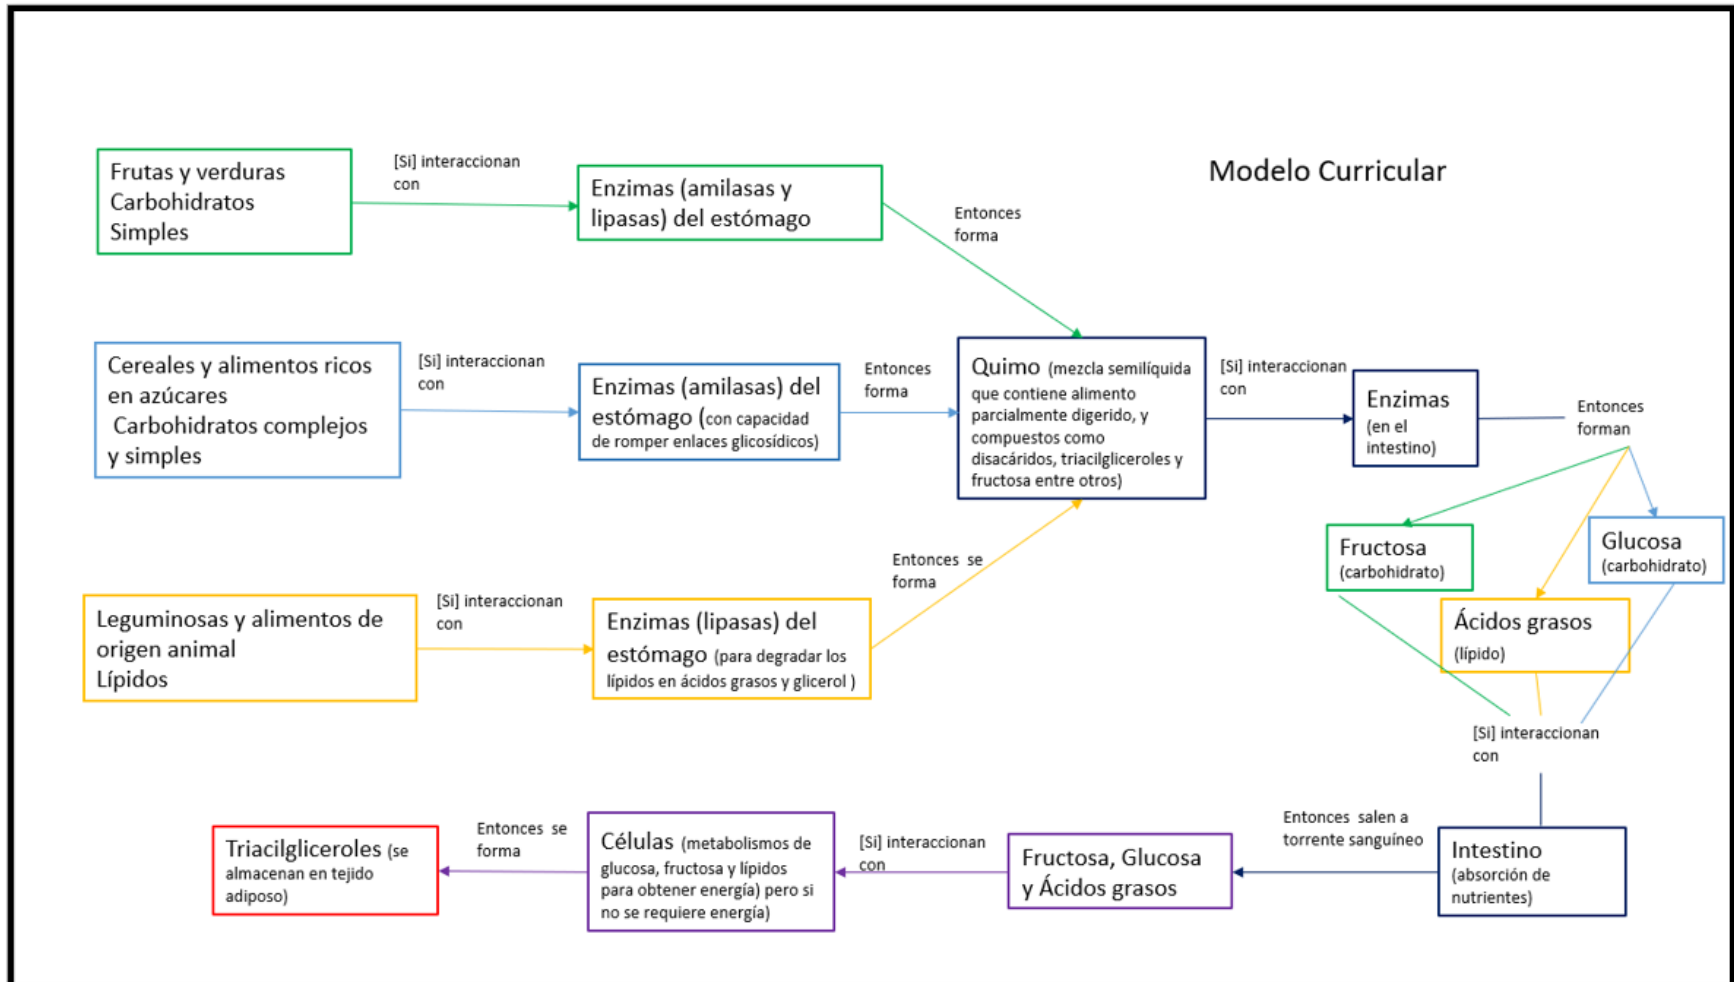 Modelo Curricular
Frutas y verduras
Carbohidratos
Simples
[Si] interaccionan
con
Enzimas (amilasas y
lipasas) del estómago
Entonces
forma
Cereales y alimentos ricos
en azúcares
Carbohidratos complejos
y simples
[Si] interaccionan
con
Enzimas (amilasas) del
estómago (con capacidad
de romper enlaces glicosídicos)
Entonces
forma
Quimo (mezcla semilíquida
que contiene alimento
parcialmente digerido, y
compuestos como
disacáridos, triacilgliceroles y
fructosa entre otros)
[Si] interaccionan
con
Enzimas
(en el
intestino)
Entonces
forman
Leguminosas y alimentos de
origen animal
Lípidos
[Si] interaccionan
con
Enzimas (lipasas) del
estómago (para degradar los
lípidos en ácidos grasos y glicerol )
Entonces se
forma
Fructosa
(carbohidrato)
Glucosa
(carbohidrato)
Ácidos grasos
(lípido)
[Si] interaccionan
con
Intestino
(absorción de
nutrientes)
Entonces salen a
torrente sanguíneo
Fructosa, Glucosa
y Ácidos grasos
[Si] interaccionan
con
Células (metabolismos de
glucosa, fructosa y lípidos
para obtener energía) pero si
no se requiere energía)
Entonces se
forma
Triacilgliceroles (se
almacenan en tejido
adiposo)